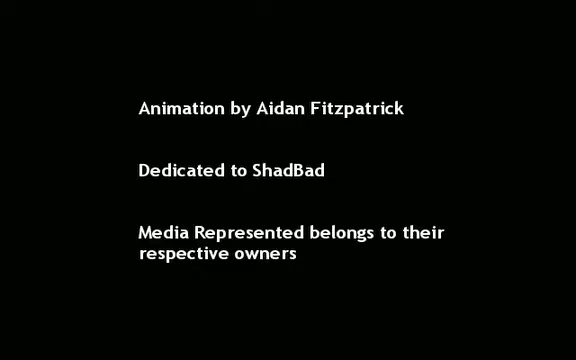 Animation by Aidan Fitzpatrick
Dedicated to ShadBad
Media Represented belongs to their
respective owners